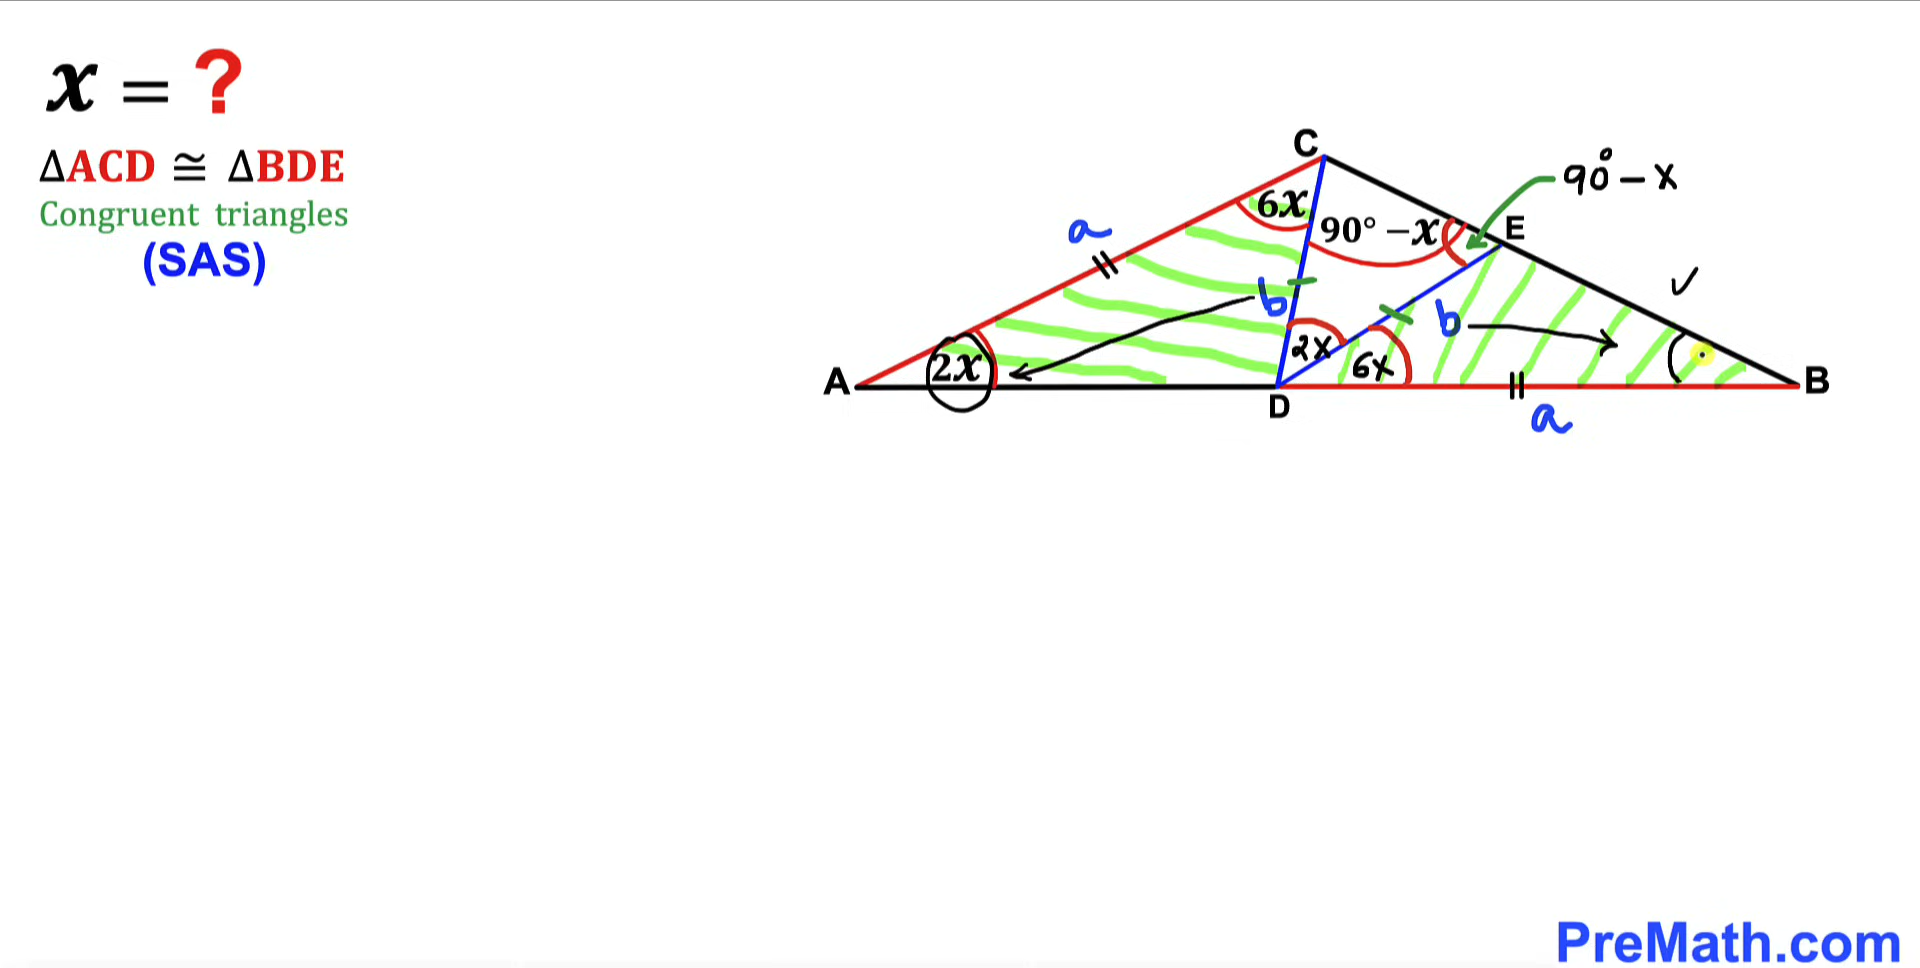 x = ?
ΔACD ≅ ΔBDE
Congruent triangles
(SAS)
C
90° – x
6x
90° – x
E
a
b
b
2x
6x
2x
A
D
B
a
PreMath.com